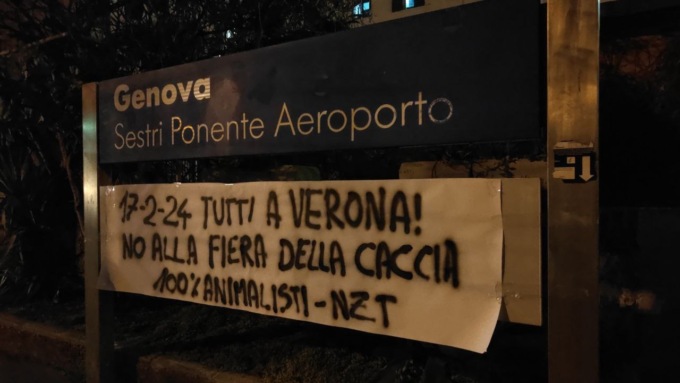 Genova
Sestri Ponente Aeroporto
17-2-24 TUTTI A VERONA!
NO ALLA FIERA DELLA CACCIA
100% ANIMALISTI - NZT